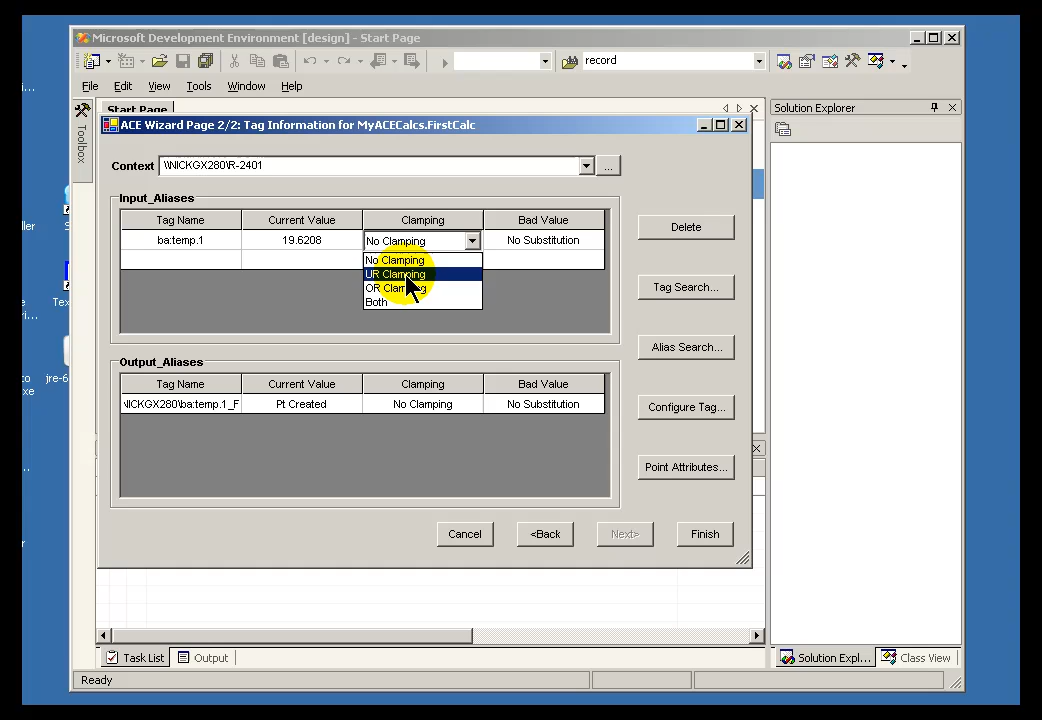 Microsoft Development Environment [design] - Start Page
record
File Edit View Tools Window Help
Toolbox
Start Page
Solution Explorer
ACE Wizard Page 2/2: Tag Information for MyACECalcs.FirstCalc
Context \\NICKGX280\R-2401 ...
Input_Aliases
Tag Name Current Value Clamping Bad Value
ba:temp.1 19.6208 No Clamping No Substitution
No Clamping
UR Clamping
OR Clamping
Both
Delete
Tag Search...
Alias Search...
Configure Tag...
Point Attributes...
Output_Aliases
Tag Name Current Value Clamping Bad Value
NICKGX280\ba:temp.1_F Pt Created No Clamping No Substitution
Cancel <Back Next> Finish
Task List Output
Solution Expl... Class View
Ready
ller
Tex
jre-6
to
xe